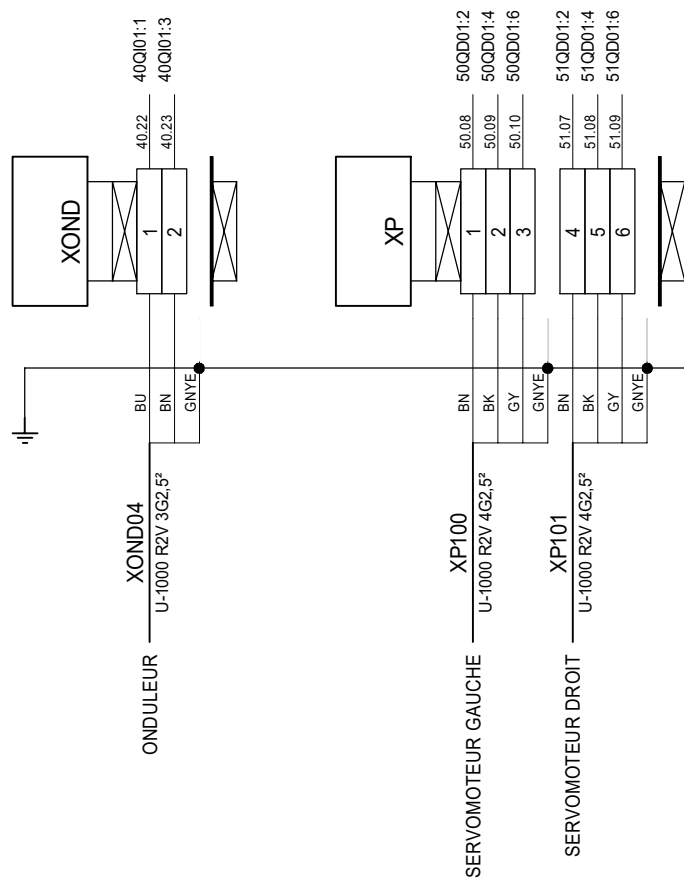 XOND
1
2
40.22
40.23
40QI01:1
40QI01:3
BU
BN
GNYE
XOND04
U-1000 R2V 3G2,5²
ONDULEUR
XP
1
2
3
4
5
6
50.08
50.09
50.10
51.07
51.08
51.09
50QD01:2
50QD01:4
50QD01:6
51QD01:2
51QD01:4
51QD01:6
BN
BK
GY
GNYE
BN
BK
GY
GNYE
XP100
U-1000 R2V 4G2,5²
SERVOMOTEUR GAUCHE
XP101
U-1000 R2V 4G2,5²
SERVOMOTEUR DROIT